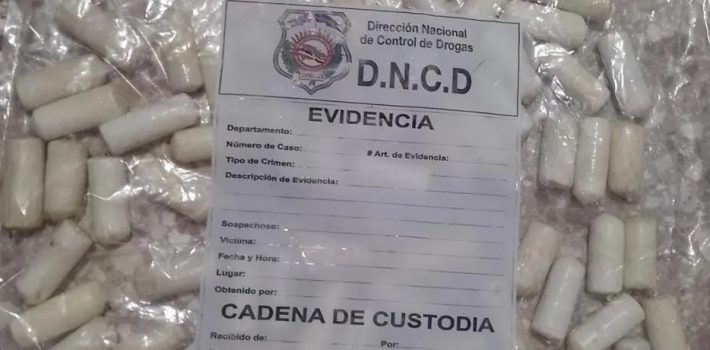 Dirección Nacional
de Control de Drogas
D.N.C.D
DNCD
EVIDENCIA
Departamento:
Número de Caso: # Art. de Evidencia:
Tipo de Crimen:
Descripción de Evidencia:
Sospechoso:
Víctima:
Fecha y Hora:
Lugar:
Obtenido por:
CADENA DE CUSTODIA
Recibido de: Por: